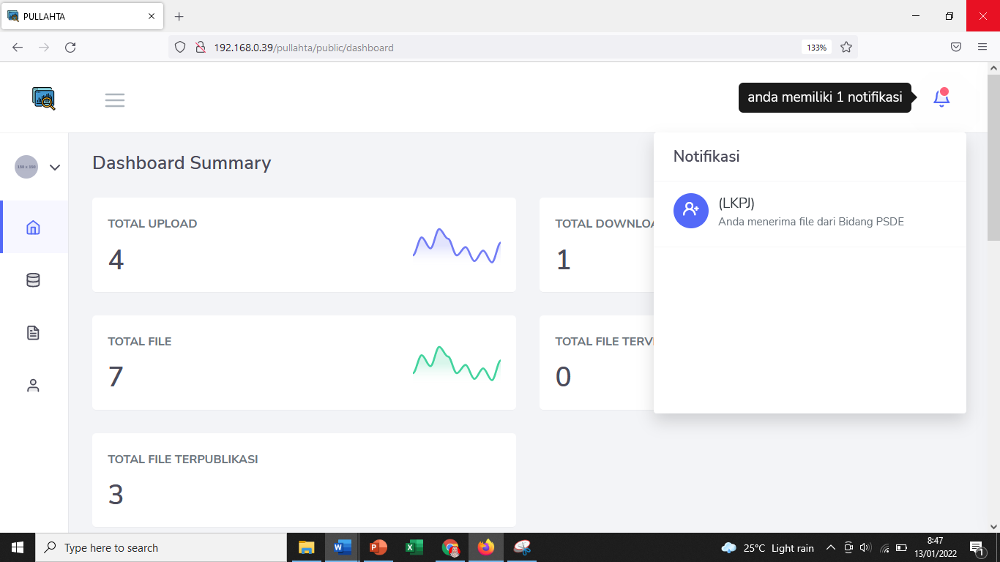 PULLAHTA
192.168.0.39/pullahta/public/dashboard
133%
anda memiliki 1 notifikasi
Dashboard Summary
Notifikasi
(LKPJ)
Anda menerima file dari Bidang PSDE
TOTAL UPLOAD
4
TOTAL DOWNLOA
1
TOTAL FILE
7
TOTAL FILE TERV
0
TOTAL FILE TERPUBLIKASI
3
Type here to search
25°C Light rain
8:47
13/01/2022
1